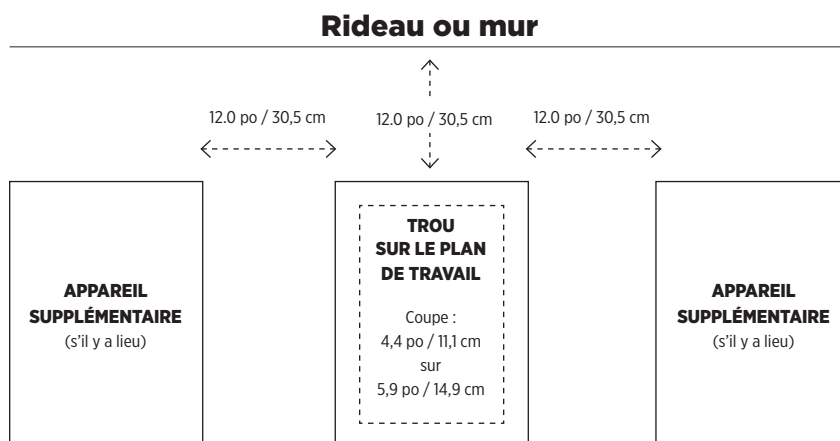 Rideau ou mur
12.0 po / 30,5 cm
12.0 po / 30,5 cm
12.0 po / 30,5 cm
APPAREIL
SUPPLÉMENTAIRE
(s'il y a lieu)
TROU
SUR LE PLAN
DE TRAVAIL
Coupe :
4,4 po / 11,1 cm
sur
5,9 po / 14,9 cm
APPAREIL
SUPPLÉMENTAIRE
(s'il y a lieu)